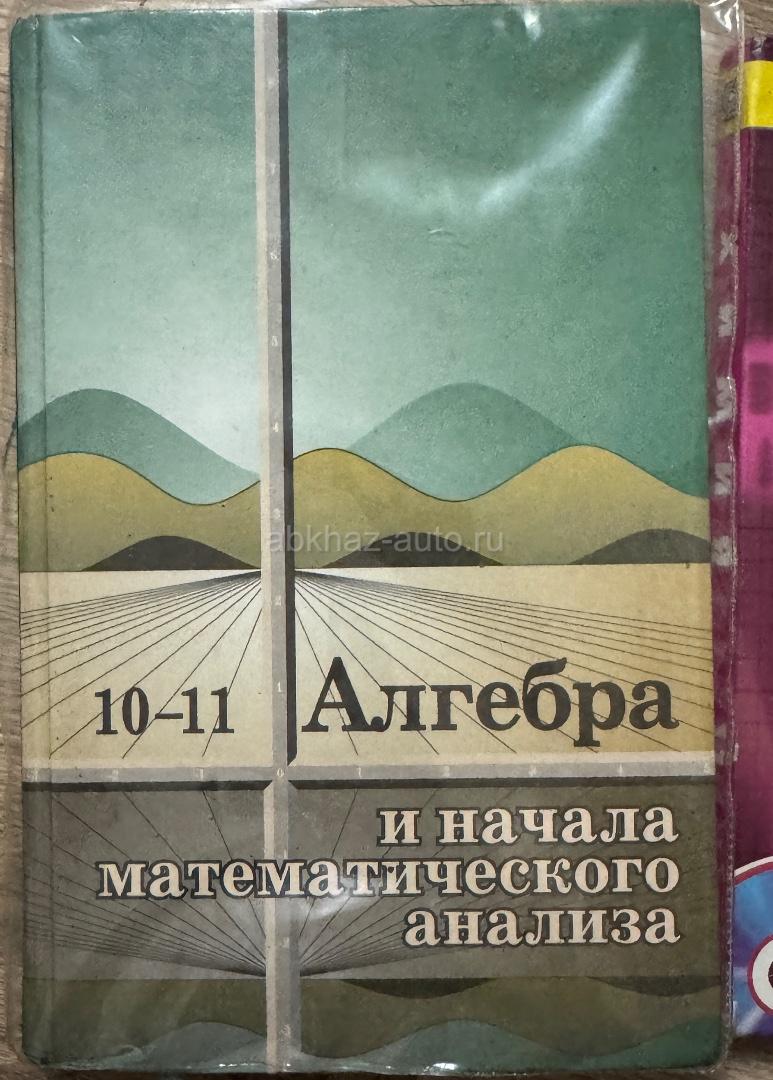 abkhaz-auto.ru
10–11 Алгебра
и начала
математического
анализа